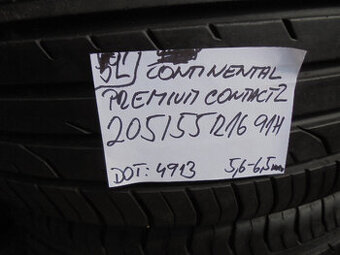 CONTINENTAL
PREMIUM CONTACT 2
205/55 R16 91H
DOT: 4913 5,6-6,5mm